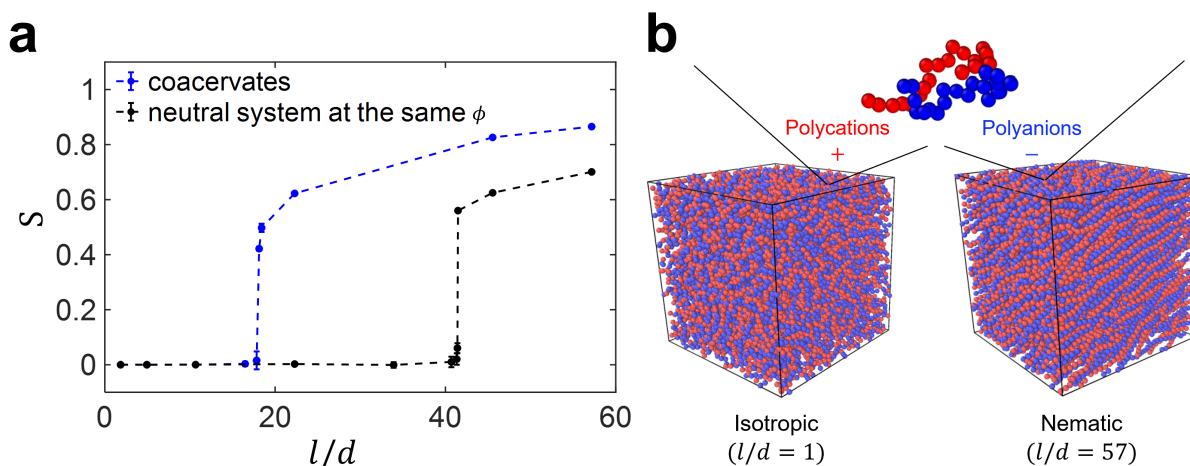 a
1
0.8
0.6
0.4
0.2
0
S
coacervates
neutral system at the same ϕ
0
20
40
60
l/d
b
Polycations
+
Polyanions
−
Isotropic
(l/d = 1)
Nematic
(l/d = 57)